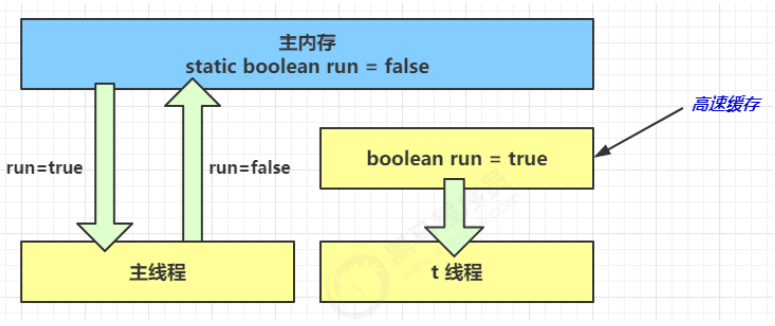 主内存
static boolean run = false
高速缓存
run=true
run=false
boolean run = true
主线程
t 线程